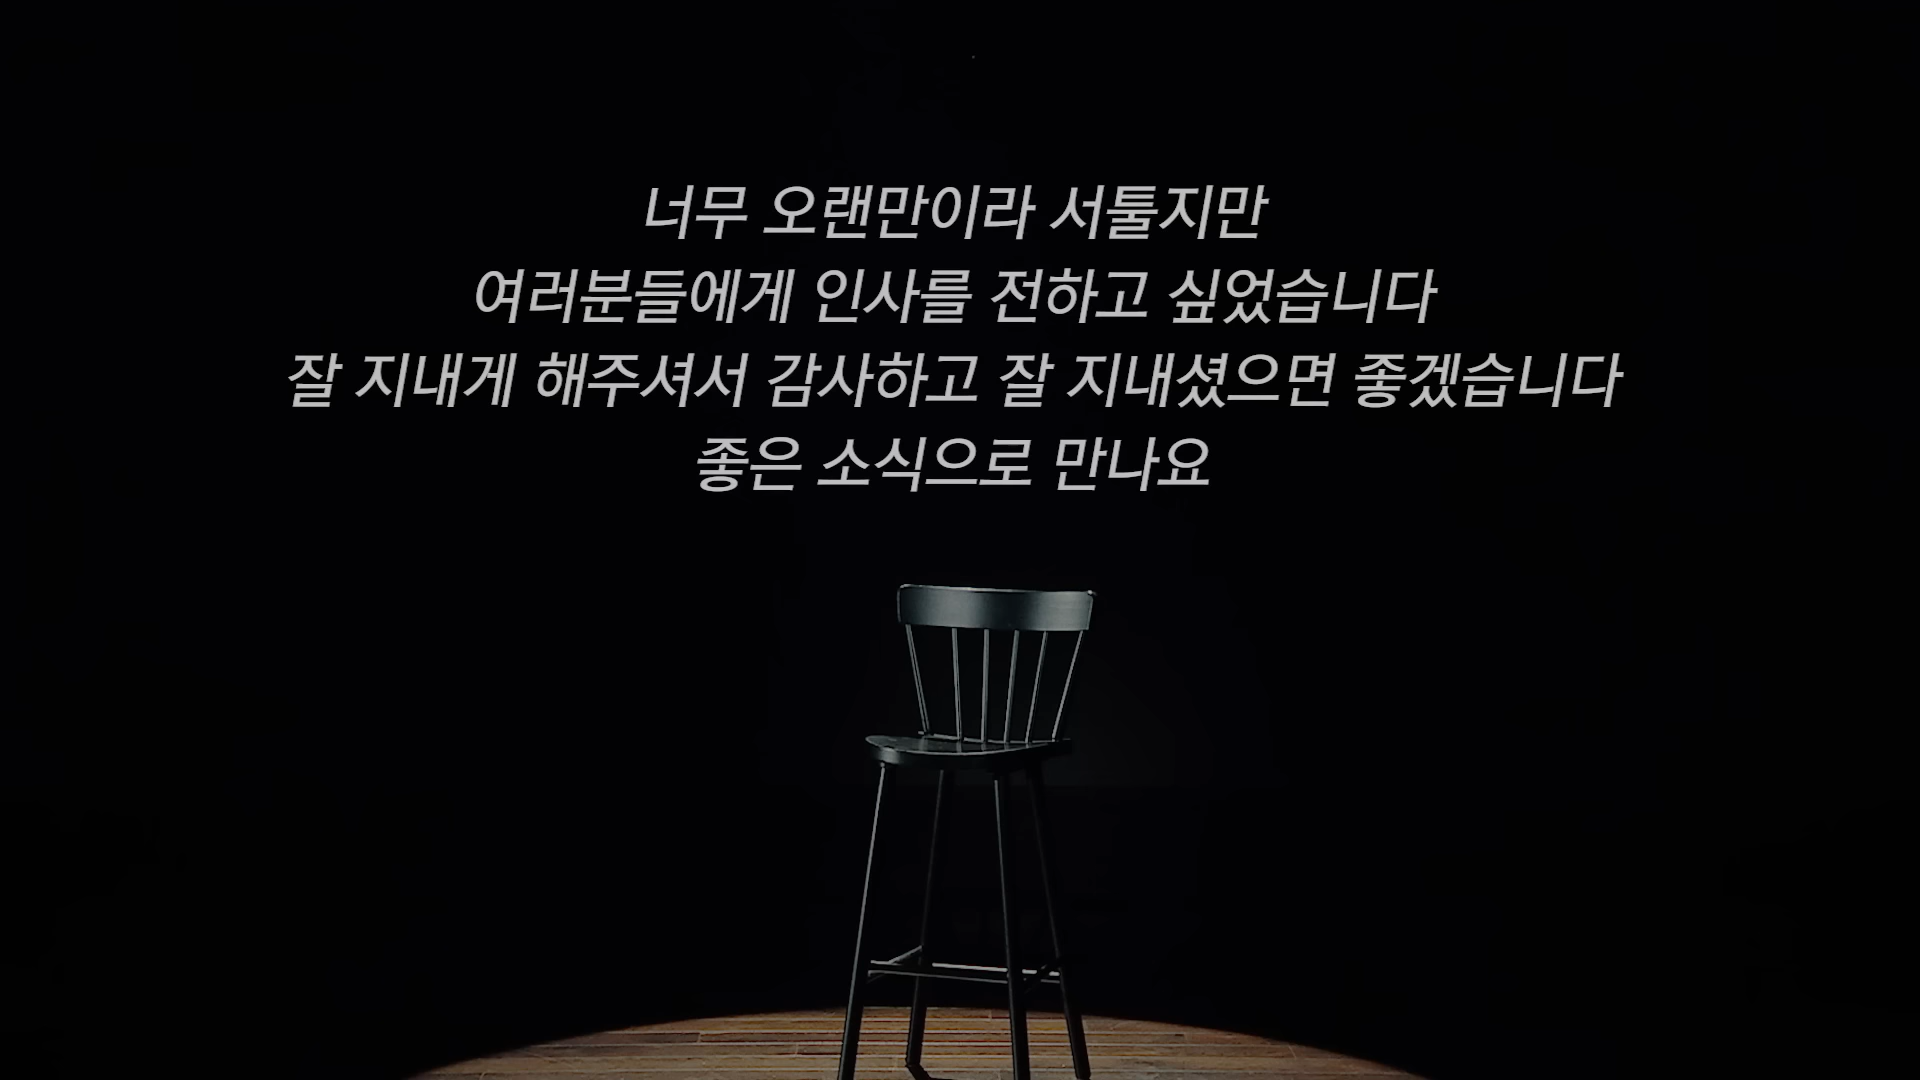 너무 오랜만이라 서툴지만
여러분들에게 인사를 전하고 싶었습니다
잘 지내게 해주셔서 감사하고 잘 지내셨으면 좋겠습니다
좋은 소식으로 만나요